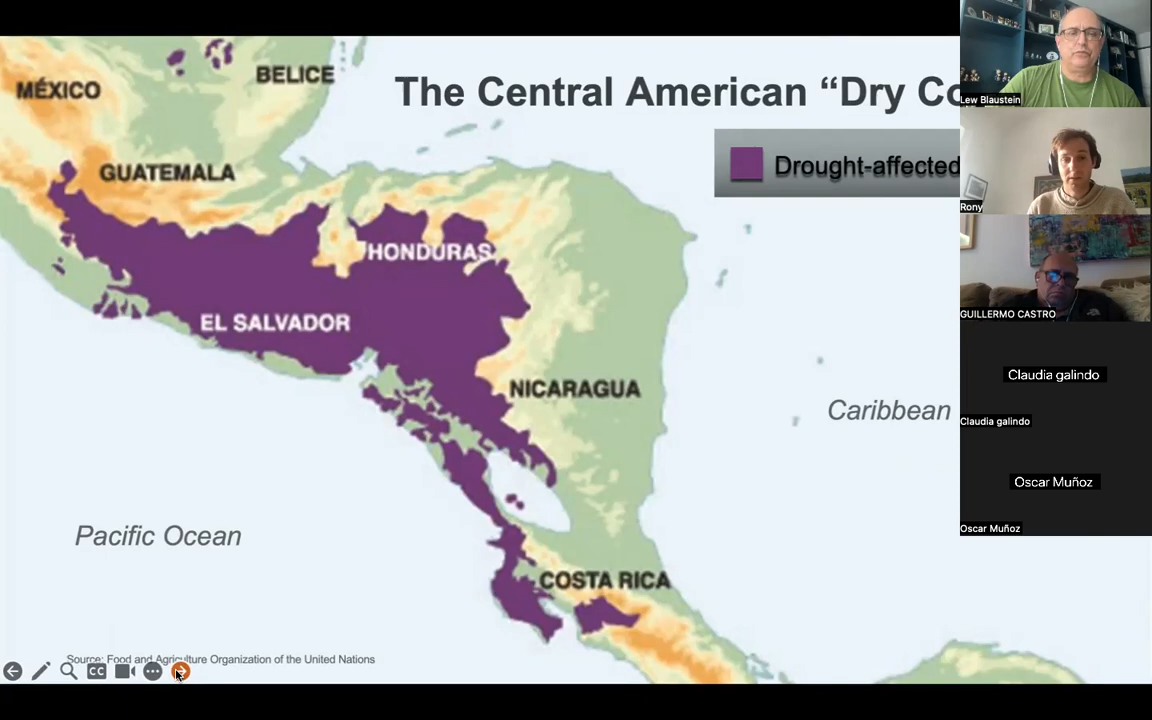 The Central American “Dry Co
Drought-affected
MÉXICO
BELICE
GUATEMALA
HONDURAS
EL SALVADOR
NICARAGUA
Caribbean
Pacific Ocean
COSTA RICA
Source: Food and Agriculture Organization of the United Nations
CC
Lew Blaustein
Rony
GUILLERMO CASTRO
Claudia galindo
Claudia galindo
Oscar Muñoz
Oscar Muñoz